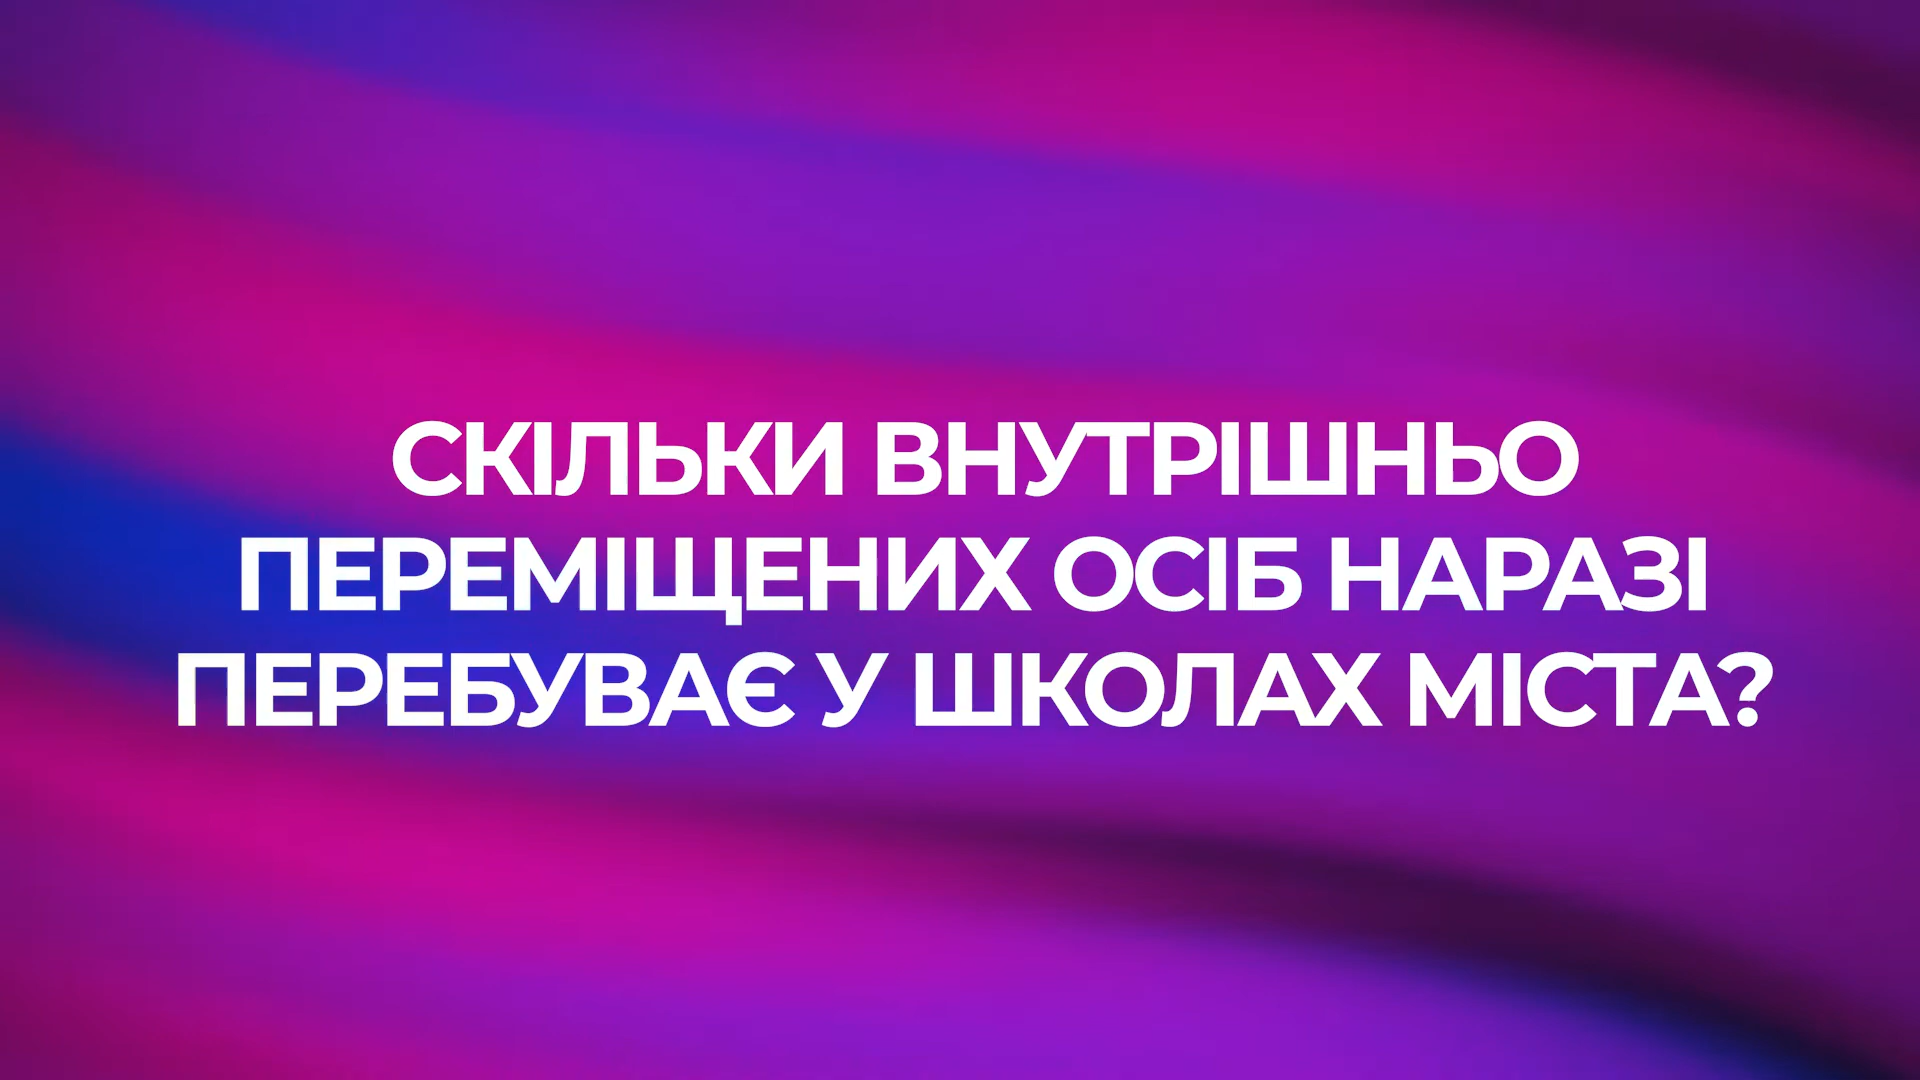 СКІЛЬКИ ВНУТРІШНЬО
ПЕРЕМІЩЕНИХ ОСІБ НАРАЗІ
ПЕРЕБУВАЄ У ШКОЛАХ МІСТА?